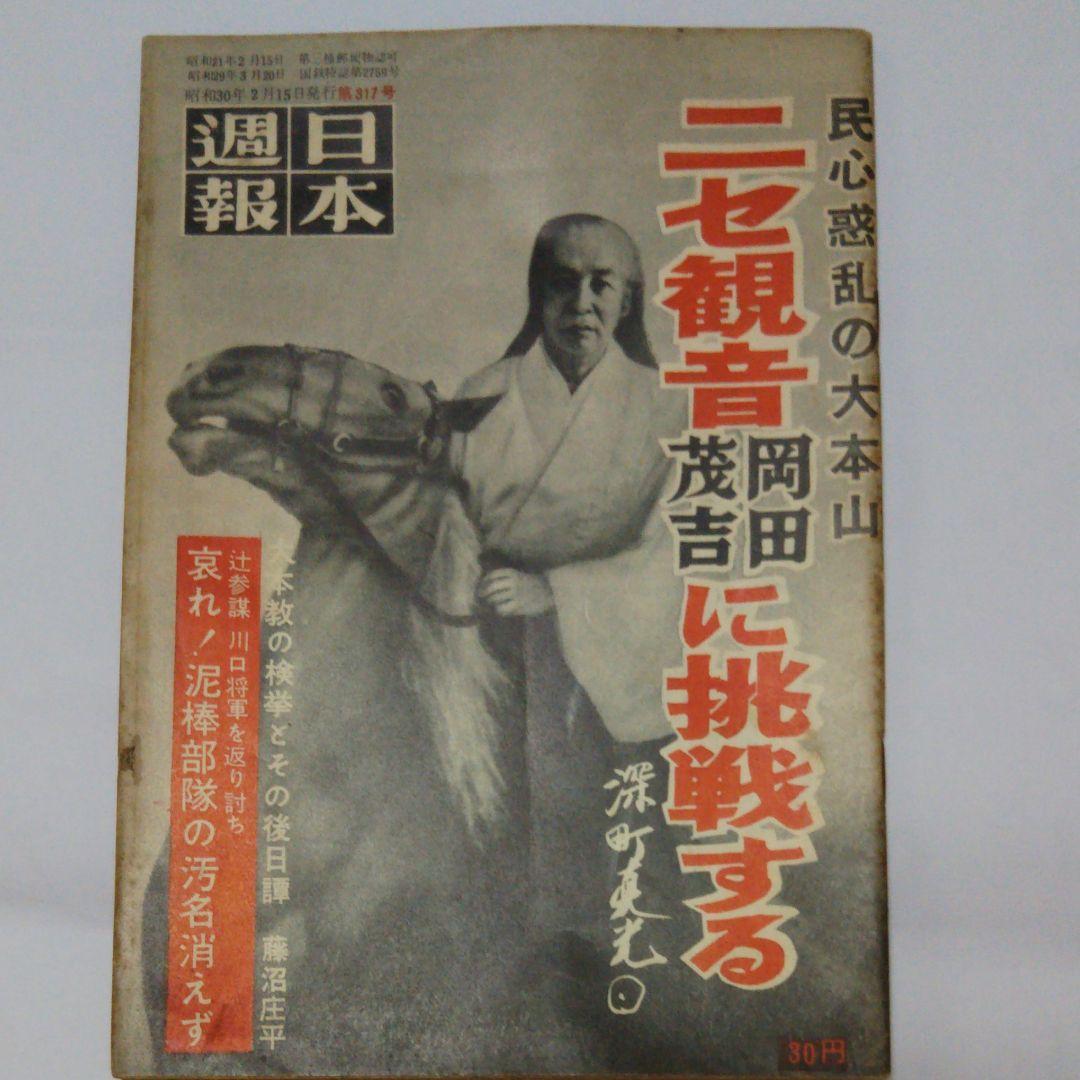 昭和21年2月15日 第三種郵便物認可
昭和29年3月20日 国鉄特認第2759号
昭和30年2月15日発行 第317号
日本
週報
民心惑乱の大本山
ニセ観音岡田茂吉に挑戦する
深町真光
大本教の検挙とその後日譚 藤沼庄平
辻参謀 川口将軍を返り討ち
哀れ!泥棒部隊の汚名消えず
30円